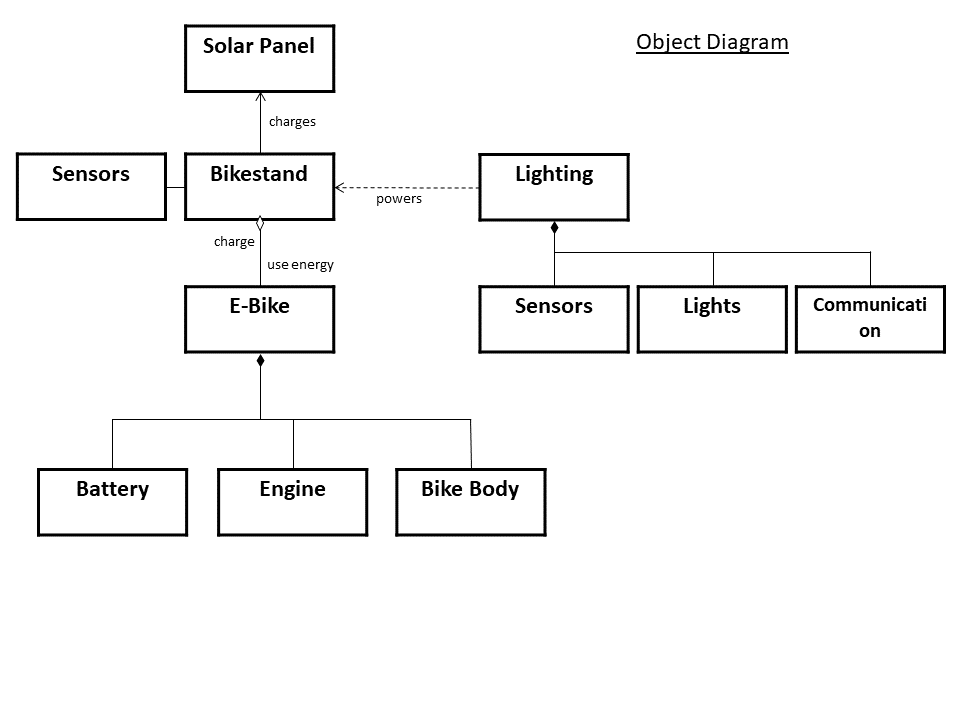 Solar Panel
Object Diagram
charges
Sensors
Bikestand
Lighting
powers
charge
use energy
E-Bike
Sensors
Lights
Communicati
on
Battery
Engine
Bike Body